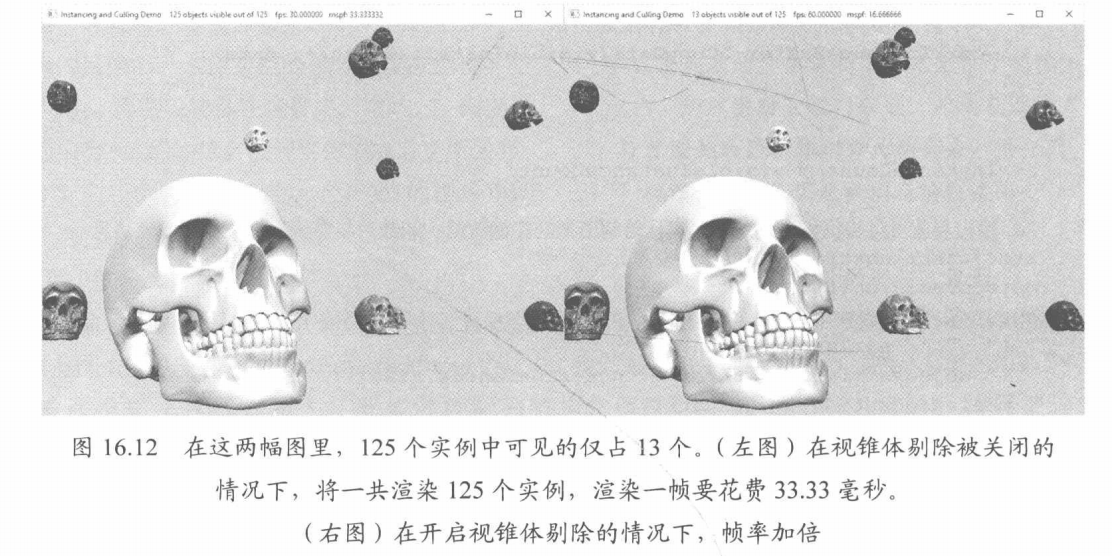 Instancing and Culling Demo 125 objects visible out of 125 fps: 30.000000 mspf: 33.333332
Instancing and Culling Demo 13 objects visible out of 125 fps: 60.000000 mspf: 16.666666
图 16.12 在这两幅图里，125 个实例中可见的仅占 13 个。（左图）在视锥体剔除被关闭的
情况下，将一共渲染 125 个实例，渲染一帧要花费 33.33 毫秒。
（右图）在开启视锥体剔除的情况下，帧率加倍